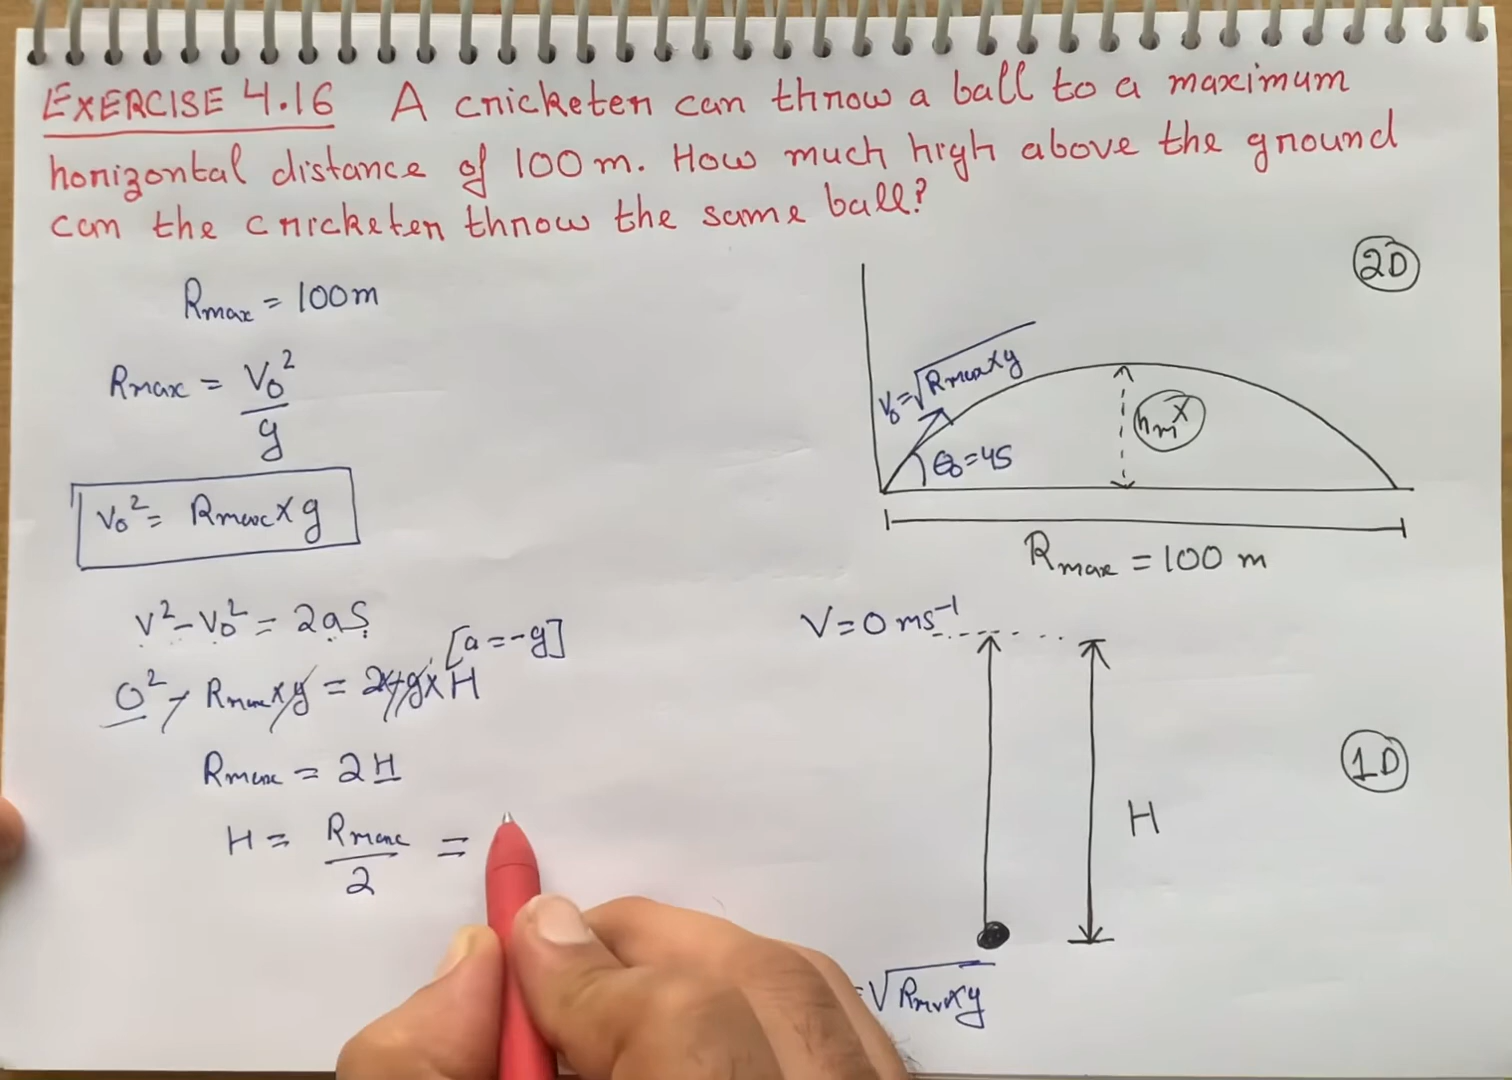 EXERCISE 4.16 A cricketer can throw a ball to a maximum
horizontal distance of 100 m. How much high above the ground
can the cricketer throw the same ball?
Rmax = 100m
Rmax = V₀²/g
V₀² = Rmax × g
V² - V₀² = 2aS
[a = -g]
0² - Rmax × g = 2 × -g × H
Rmax = 2H
H = Rmax/2 =
2D
V₀ = √Rmax × g
θ₀ = 45
hm ×
Rmax = 100 m
V = 0 ms⁻¹
1D
H
= √Rmax × g